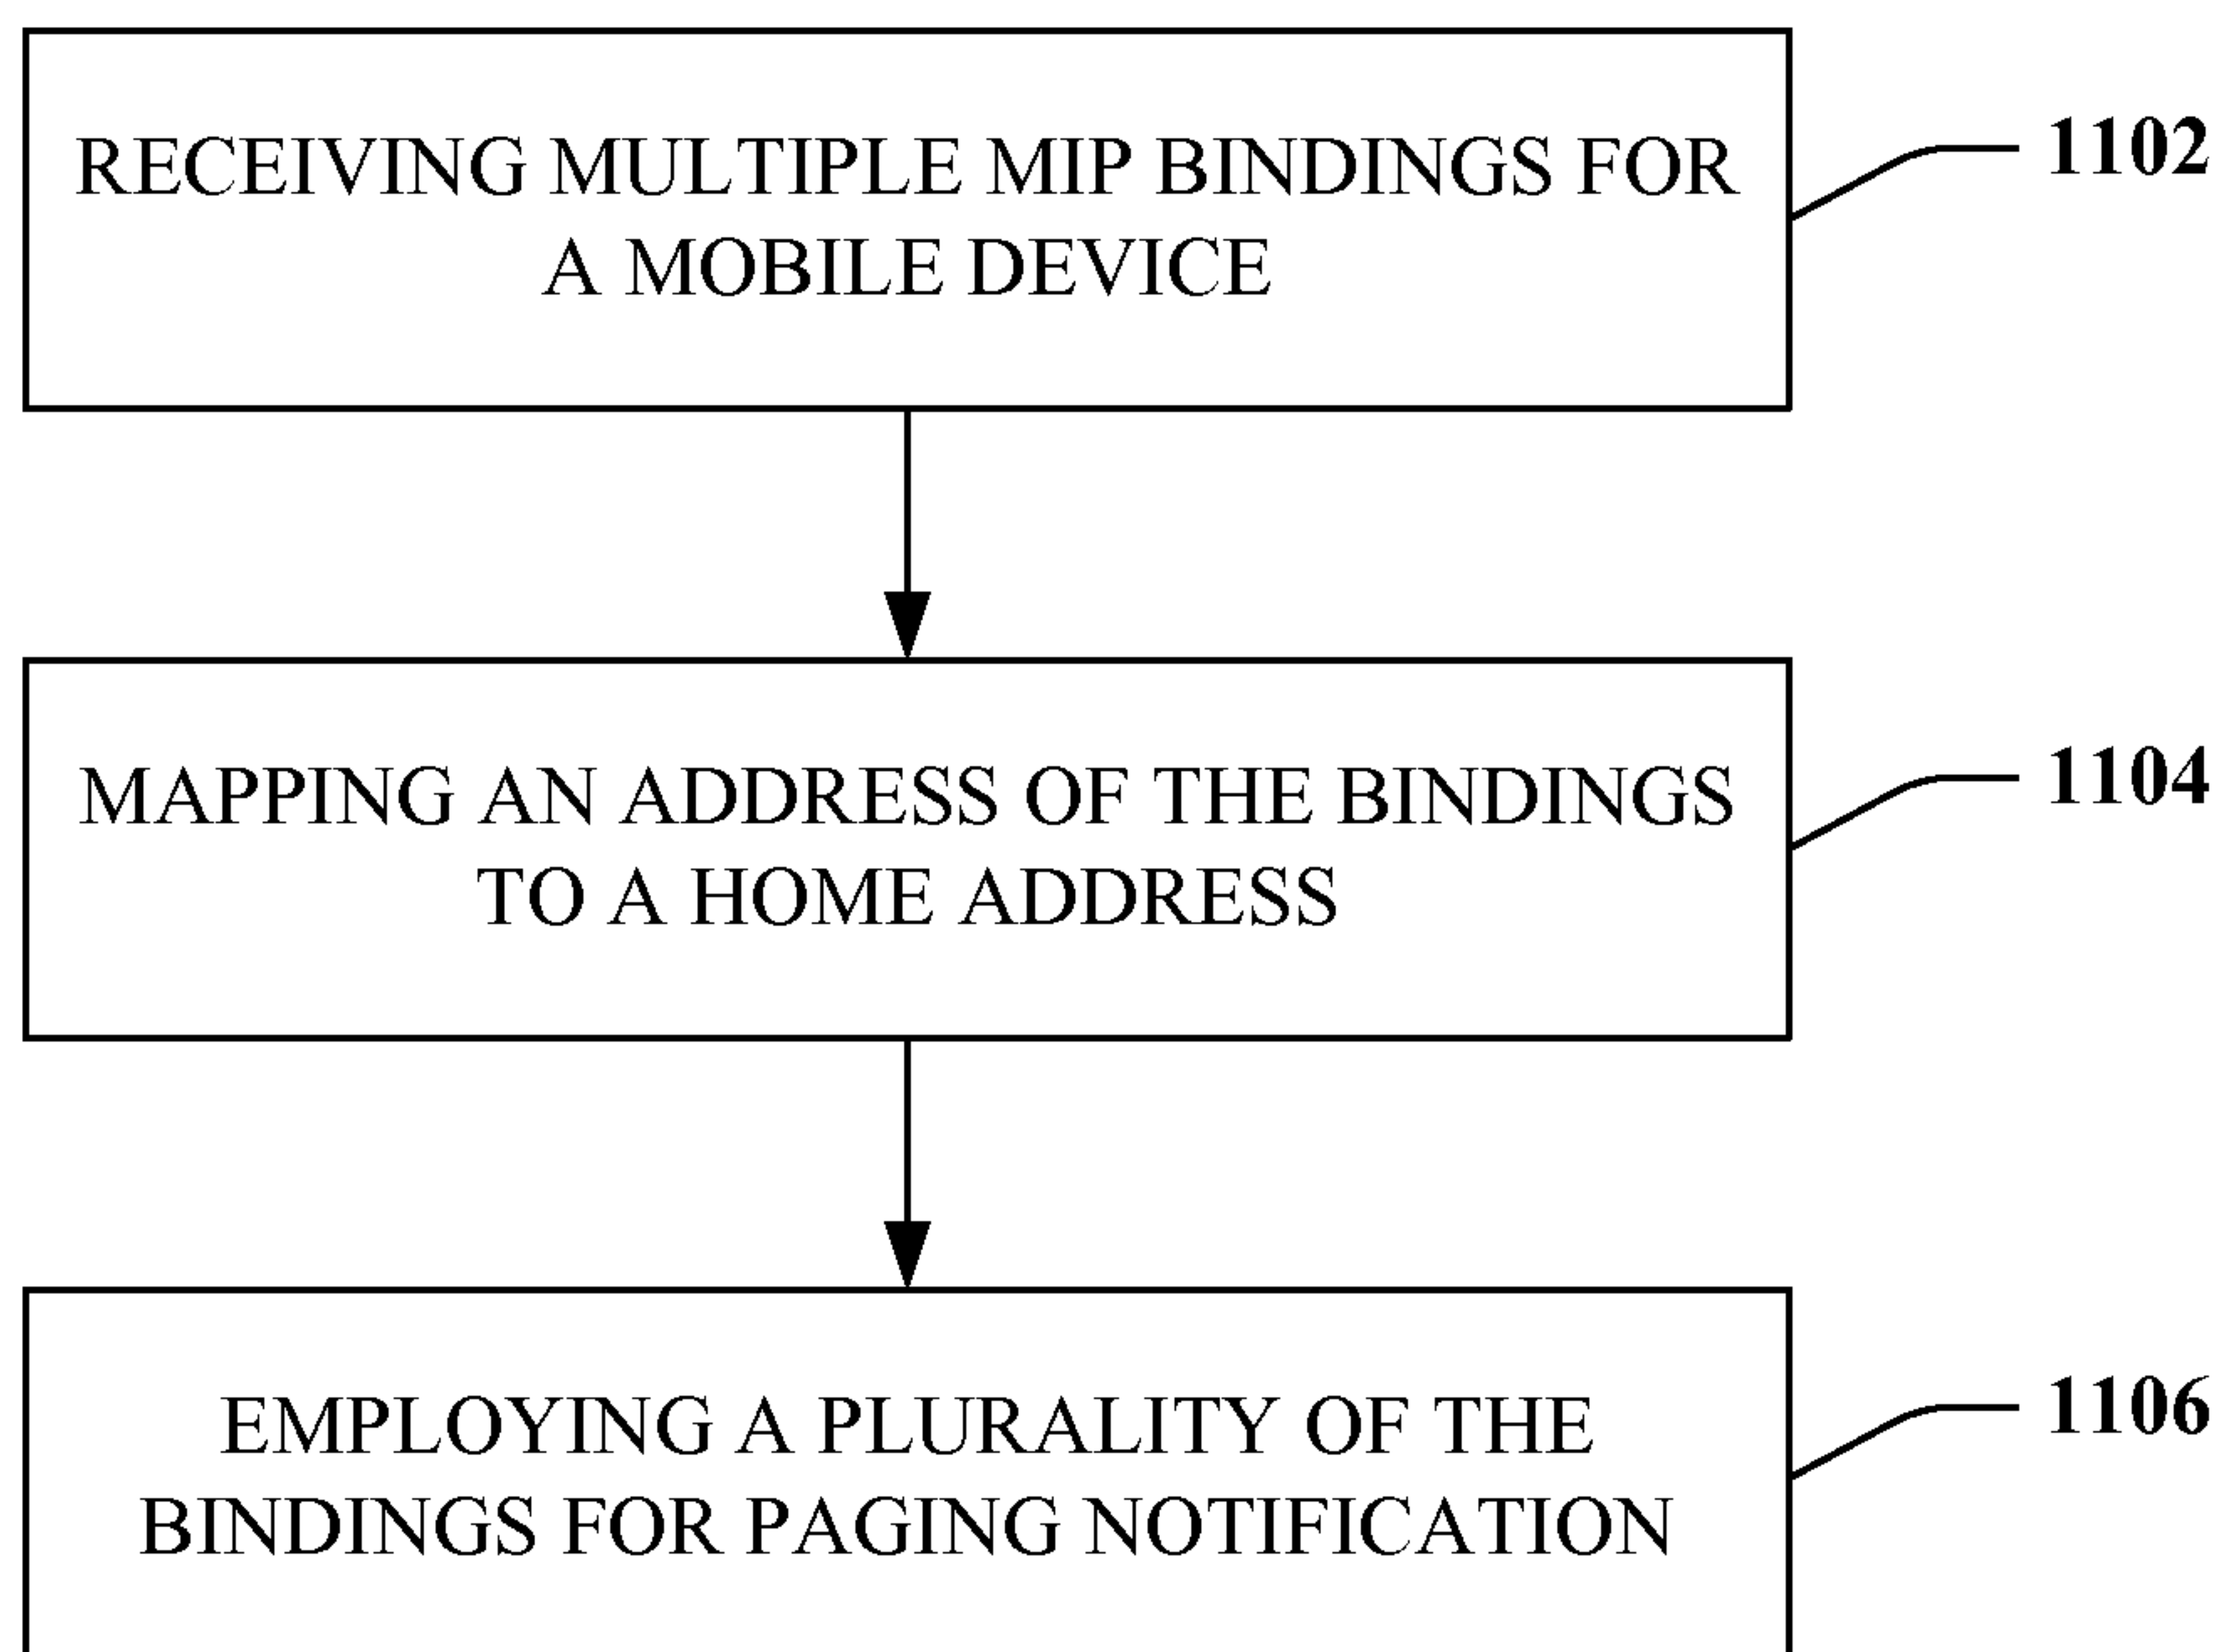 RECEIVING MULTIPLE MIP BINDINGS FOR
A MOBILE DEVICE
1102
MAPPING AN ADDRESS OF THE BINDINGS
TO A HOME ADDRESS
1104
EMPLOYING A PLURALITY OF THE
BINDINGS FOR PAGING NOTIFICATION
1106